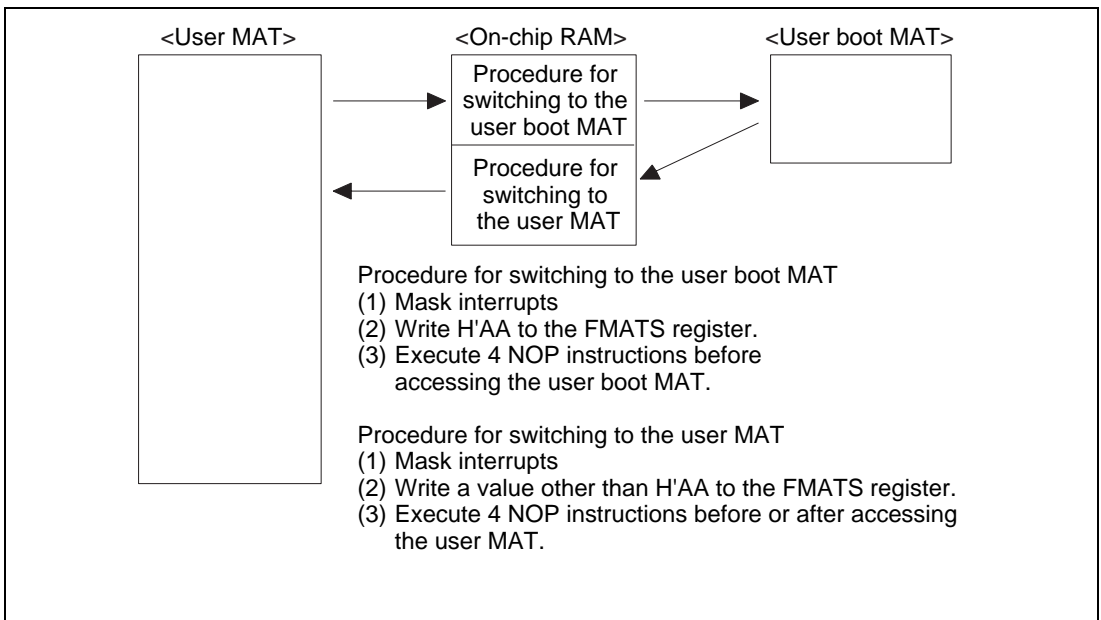 <User MAT>
<On-chip RAM>
<User boot MAT>
Procedure for
switching to the
user boot MAT
Procedure for
switching to
the user MAT
Procedure for switching to the user boot MAT
(1) Mask interrupts
(2) Write H'AA to the FMATS register.
(3) Execute 4 NOP instructions before
accessing the user boot MAT.
Procedure for switching to the user MAT
(1) Mask interrupts
(2) Write a value other than H'AA to the FMATS register.
(3) Execute 4 NOP instructions before or after accessing
the user MAT.